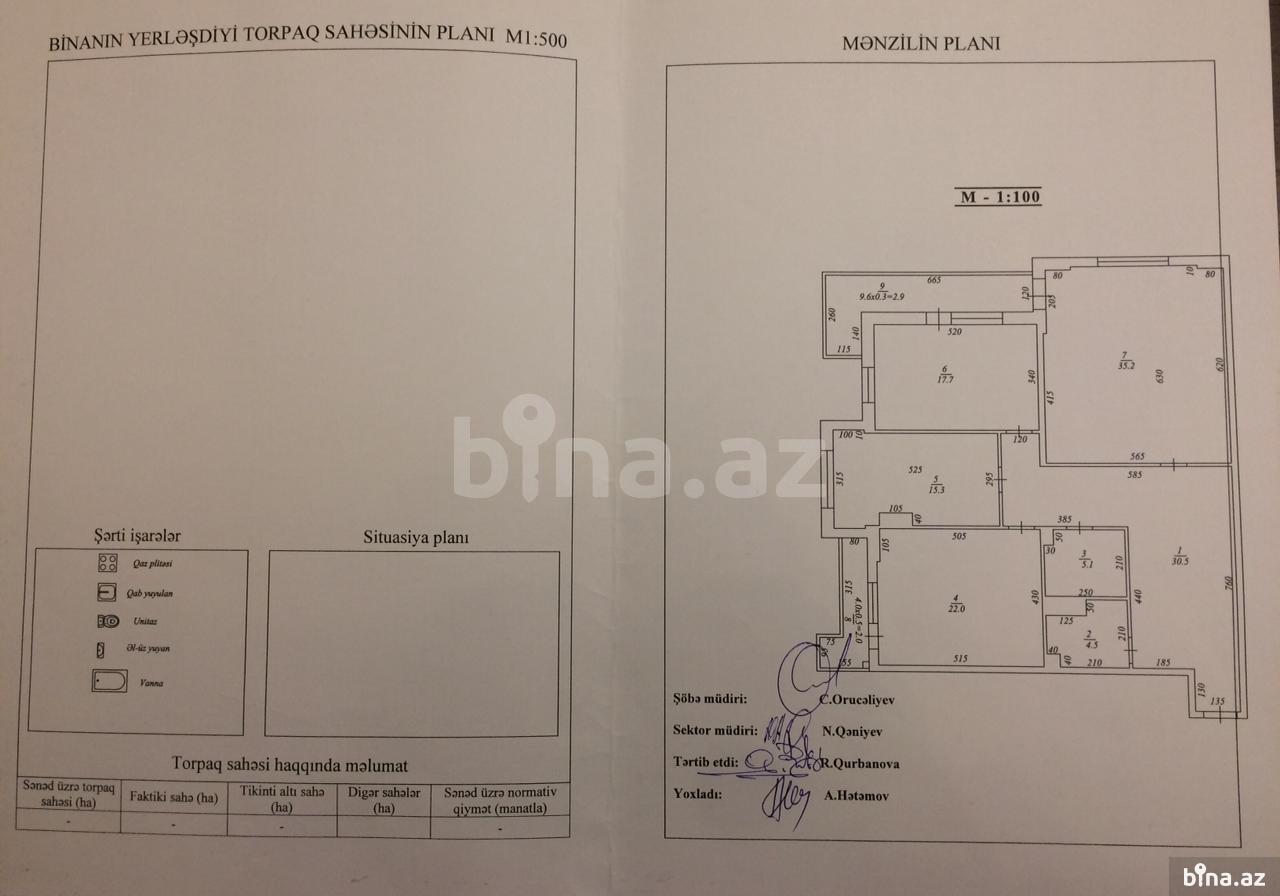 BİNANIN YERLƏŞDİYİ TORPAQ SAHƏSİNİN PLANI M1:500
Şərti işarələr
Qaz plitəsi
Qab yuyulan
Unitaz
Əl-üz yuyan
Vanna
Situasiya planı
Torpaq sahəsi haqqında məlumat
Sənəd üzrə torpaq sahəsi (ha)
Faktiki sahə (ha)
Tikinti altı sahə (ha)
Digər sahələr (ha)
Sənəd üzrə normativ qiymət (manatla)
- - - -
MƏNZİLİN PLANI
M - 1:100
665
9
9.6x0.3=2.9
120
260
140
115
80
10
80
205
7
35.2
630
620
415
565
520
6
17.7
340
120
585
100
10
315
525
5
15.3
295
105
40
385
80
105
505
50
30
3
5.1
210
250
1
30.5
760
315
4.0x0.5=2.0
8
4
22.0
430
440
50
125
2
4.5
210
75
95
55
515
40
40
210
185
130
135
Şöbə müdiri: C.Orucəliyev
Sektor müdiri: N.Qəniyev
Tərtib etdi: R.Qurbanova
Yoxladı: A.Hətəmov
bina.az
bina.az